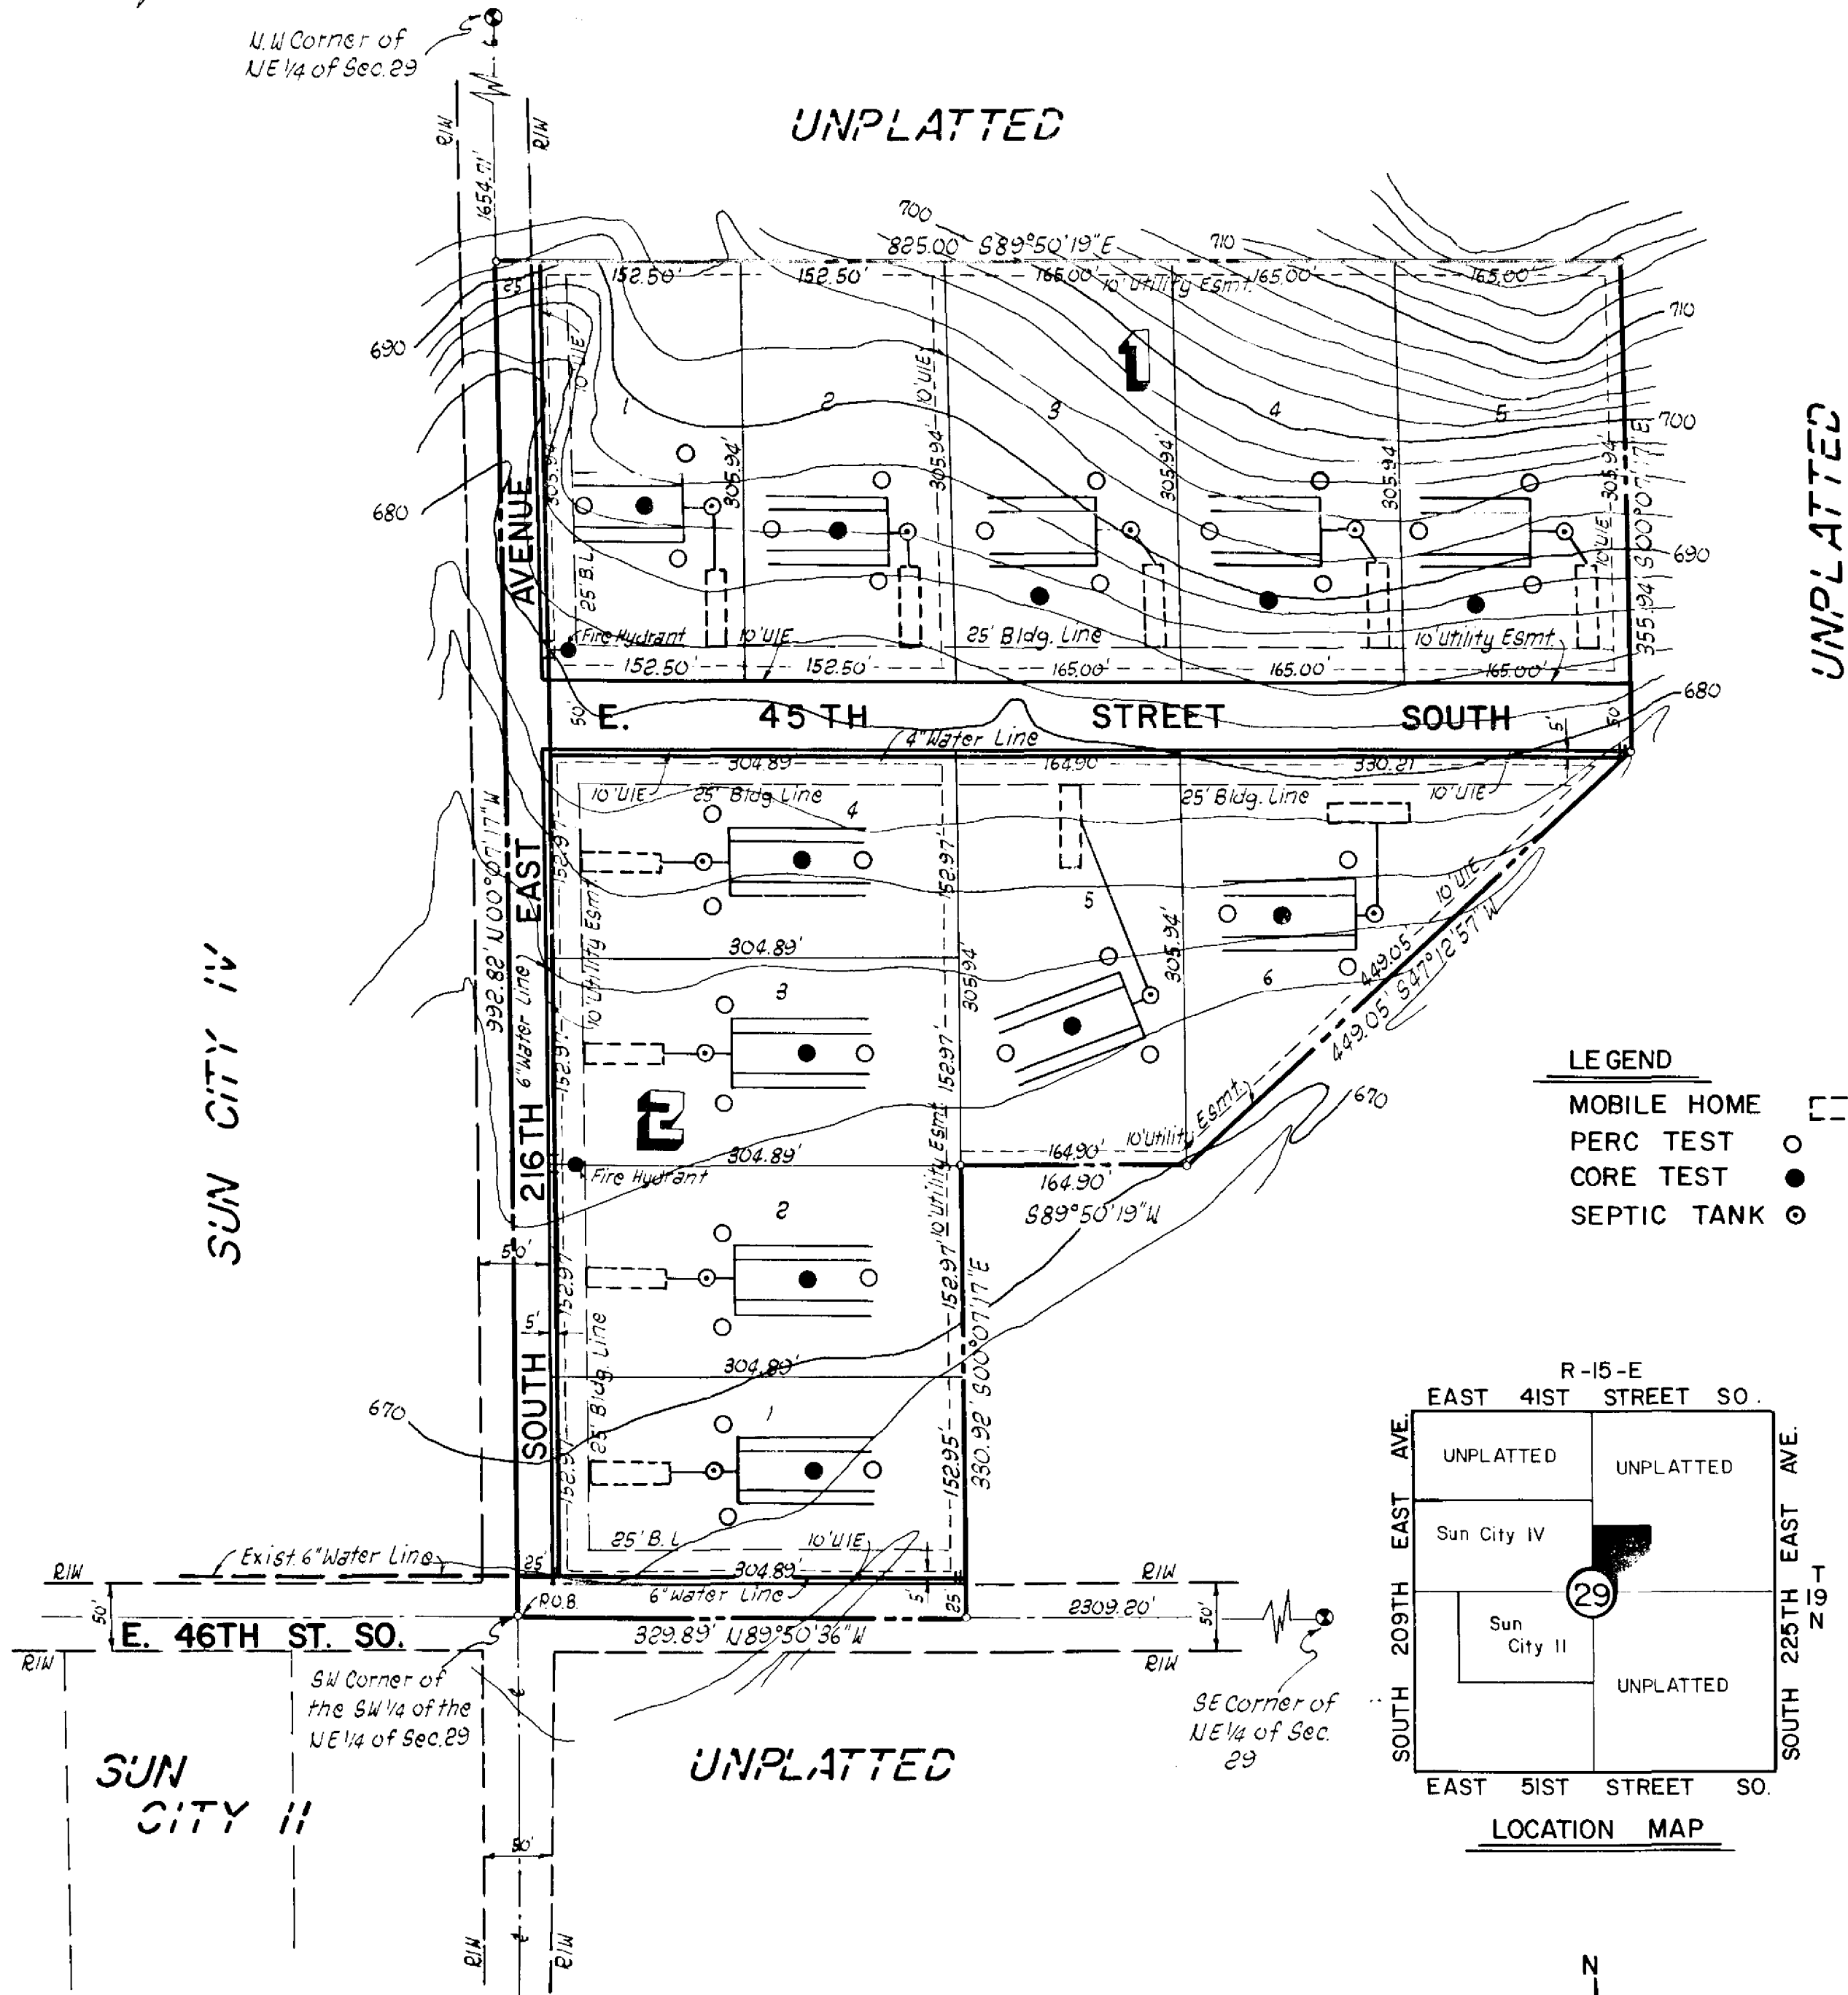 N.W Corner of
NE 1/4 of Sec. 29
UNPLATTED
R/W
R/W
1654.71'
700
825.00 S89°50'19"E
710
25
152.50'
152.50'
165.00'
10' Utility Esmt.
165.00'
165.00'
710
690
10' U/E
1
2
10' U/E
3
1
4
5
700
305.94'
305.94'
305.94'
305.94'
305.94'
305.94'
355.94' S00°07'17"E
UNPLATTED
680
AVENUE
25' B.L
10' U/E
690
Fire Hydrant
10' U/E
25' Bldg. Line
10' Utility Esmt.
152.50'
152.50'
165.00'
165.00'
165.00'
680
50'
E. 45TH STREET SOUTH
5'
50'
4" Water Line
304.89
164.90
330.21
10' U/E
25' Bldg Line
25' Bldg. Line
10' U/E
4
152.97'
152.97'
5
10' U/E
992.82' N00°07'17"W
EAST
10' Utility Esmt.
304.89'
305.94'
305.94'
6
449.05
449.05' S47°12'57"W
SUN CITY IV
6" Water Line
3
152.97'
152.97'
2
216TH
Fire Hydrant
304.89'
10' Utility Esmt
164.90'
10' Utility Esmt.
670
164.90'
S89°50'19"W
LEGEND
MOBILE HOME
PERC TEST
CORE TEST
SEPTIC TANK
2
50'
152.97'
152.97'
10' Utility Esmt
330.92' S00°07'17"E
5'
25' Bldg. Line
304.89'
670
SOUTH
1
152.97'
152.95'
25' B.L
10' U/E
Exist. 6" Water Line
25'
304.89'
R/W
R/W
6" Water Line
5'
25
50'
P.O.B.
2309.20'
50'
E. 46TH ST. SO.
329.89' N89°50'36"W
R/W
R/W
SW Corner of
the SW 1/4 of the
NE 1/4 of Sec. 29
SE Corner of
NE 1/4 of Sec.
29
SUN
CITY II
UNPLATTED
50'
R/W
R/W
R-15-E
EAST 41ST STREET SO.
SOUTH 209TH EAST AVE.
UNPLATTED
UNPLATTED
Sun City IV
29
Sun
City II
UNPLATTED
SOUTH 225TH EAST AVE.
T
19
N
EAST 51ST STREET SO.
LOCATION MAP
N